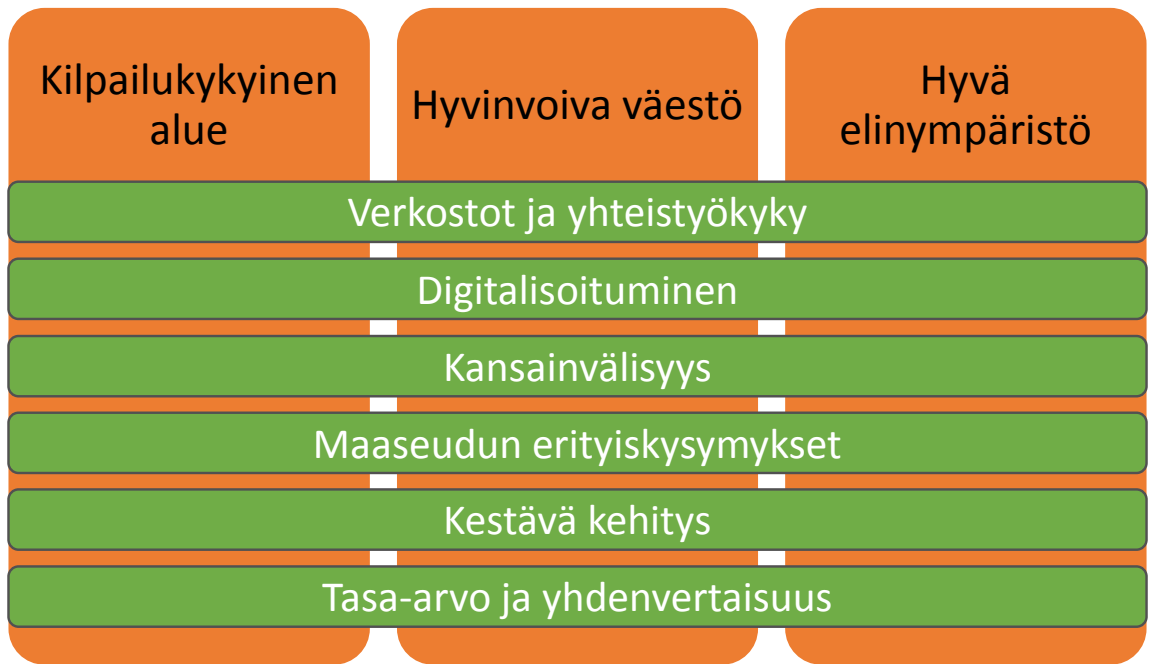 Kilpailukykyinen
alue
Hyvinvoiva väestö
Hyvä
elinympäristö
Verkostot ja yhteistyökyky
Digitalisoituminen
Kansainvälisyys
Maaseudun erityiskysymykset
Kestävä kehitys
Tasa-arvo ja yhdenvertaisuus